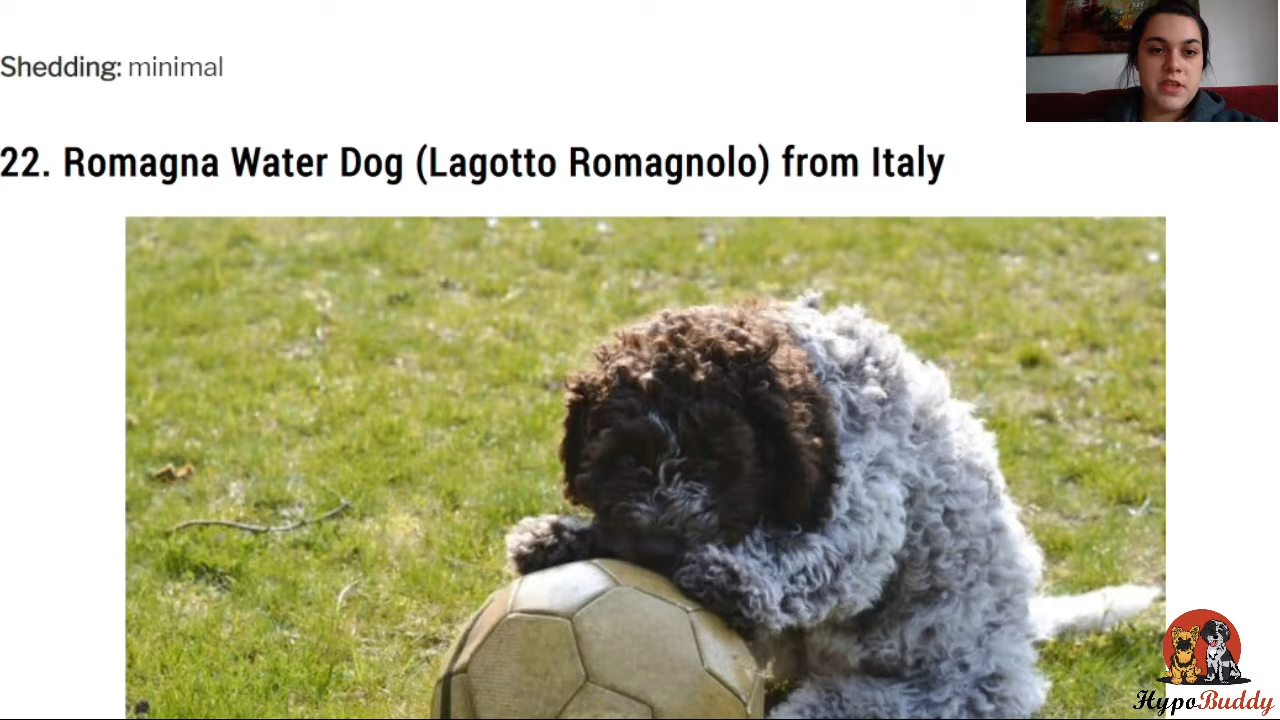 Shedding: minimal
22. Romagna Water Dog (Lagotto Romagnolo) from Italy
HypoBuddy